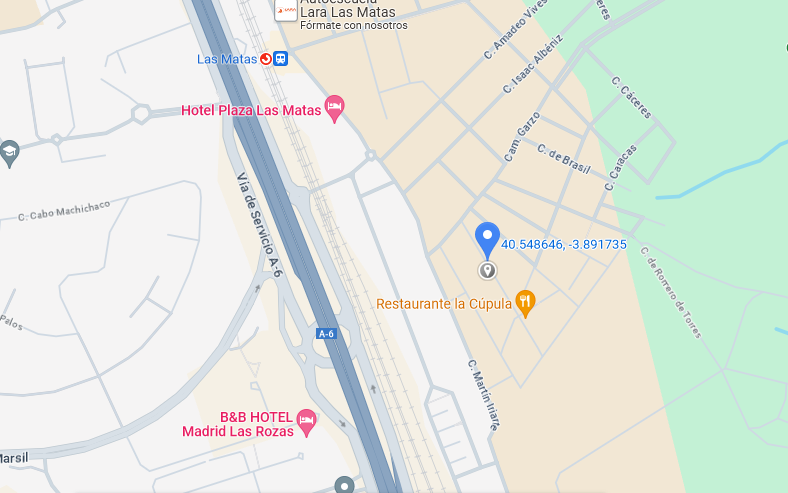 Autoescuela
Lara Las Matas
Fórmate con nosotros
C. Amadeo Vives
Las Matas
C. Isaac Albéniz
C. Cáceres
Hotel Plaza Las Matas
Cam. Garzo
C. de Brasil
C. Caracas
Vía de Servicio A-6
C. Cabo Machichaco
40.548646, -3.891735
C. de Romero de Torres
Restaurante la Cúpula
Palos
A-6
C. Martín Iriarte
B&B HOTEL
Madrid Las Rozas
Marsil